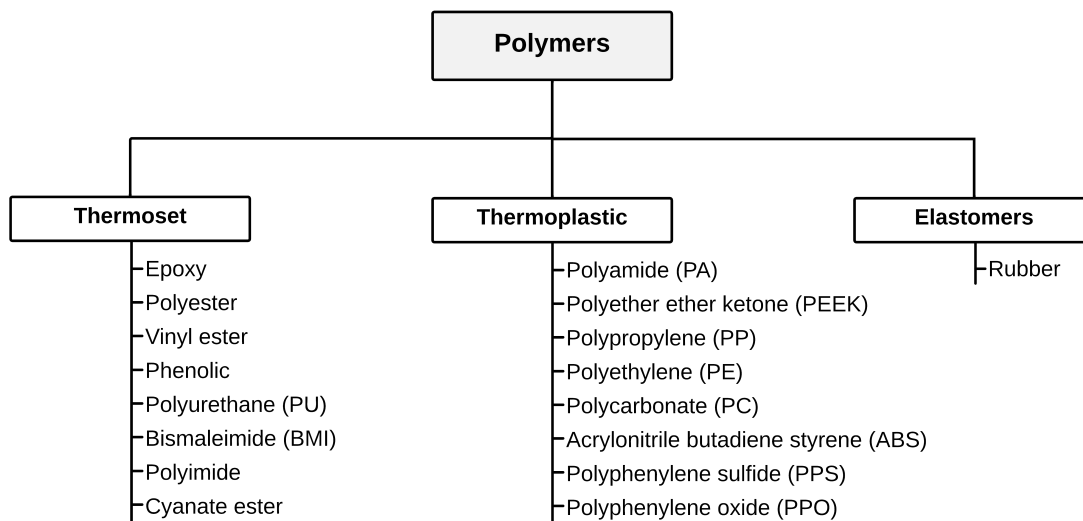 Polymers
Thermoset
Epoxy
Polyester
Vinyl ester
Phenolic
Polyurethane (PU)
Bismaleimide (BMI)
Polyimide
Cyanate ester
Thermoplastic
Polyamide (PA)
Polyether ether ketone (PEEK)
Polypropylene (PP)
Polyethylene (PE)
Polycarbonate (PC)
Acrylonitrile butadiene styrene (ABS)
Polyphenylene sulfide (PPS)
Polyphenylene oxide (PPO)
Elastomers
Rubber